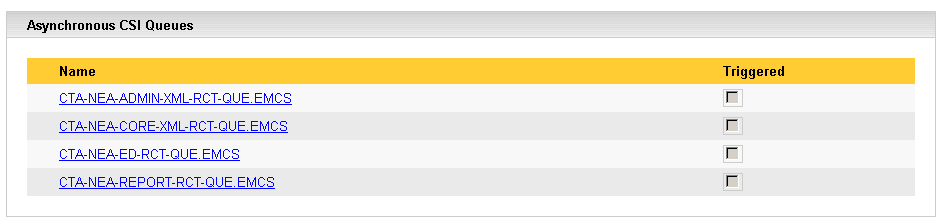 Asynchronous CSI Queues
Name Triggered
CTA-NEA-ADMIN-XML-RCT-QUE.EMCS
CTA-NEA-CORE-XML-RCT-QUE.EMCS
CTA-NEA-ED-RCT-QUE.EMCS
CTA-NEA-REPORT-RCT-QUE.EMCS